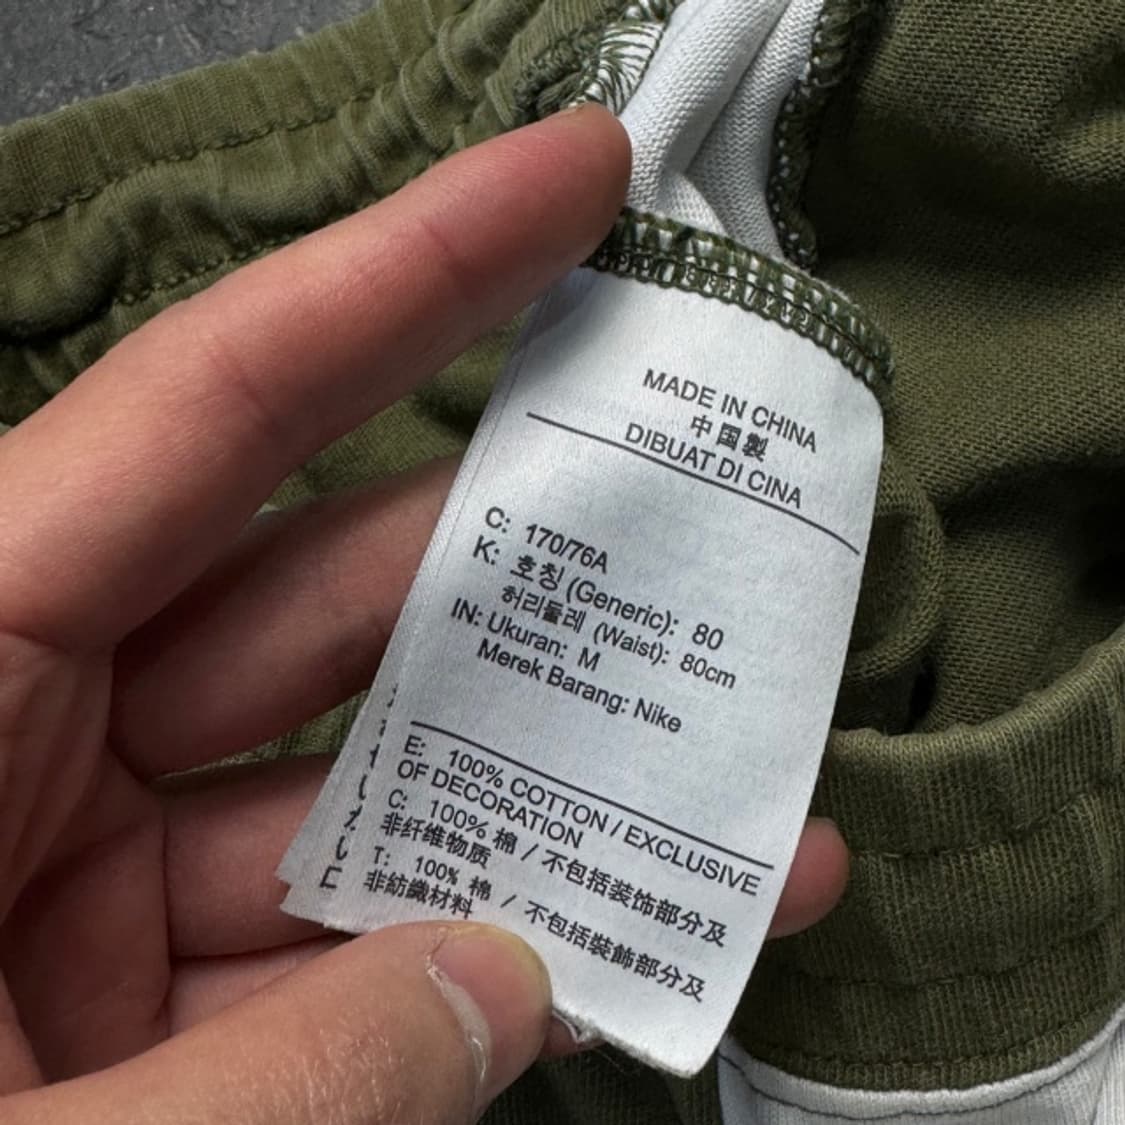 MADE IN CHINA
中国製
DIBUAT DI CINA
C: 170/76A
K: 호칭 (Generic): 80
허리둘레 (Waist): 80cm
IN: Ukuran: M
Merek Barang: Nike
E: 100% COTTON / EXCLUSIVE
OF DECORATION
C: 100% 棉 / 不包括装饰部分及
非纤维物质
T: 100% 棉 / 不包括裝飾部分及
非紡織材料